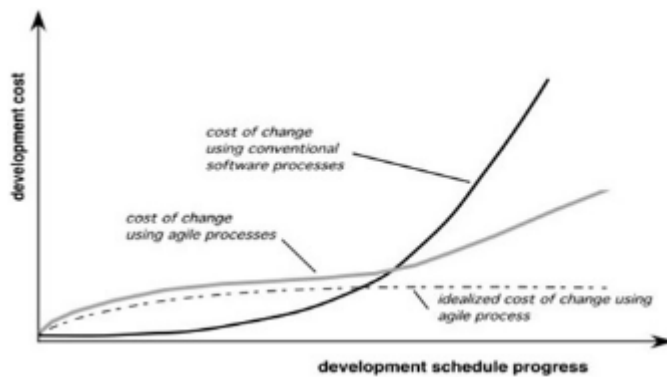 development cost
cost of change
using conventional
software processes
cost of change
using agile processes
idealized cost of change using
agile process
development schedule progress